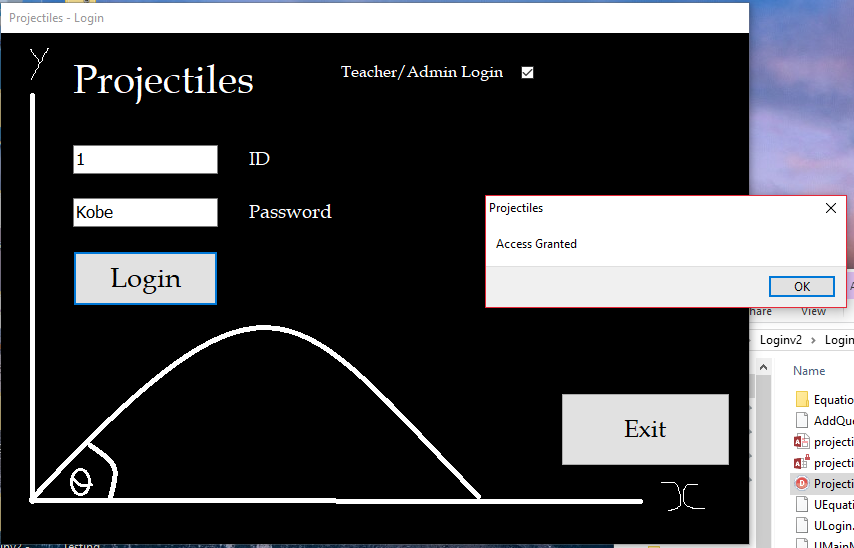 Projectiles - Login
y
Projectiles
Teacher/Admin Login
1
ID
Kobe
Password
Login
Projectiles
Access Granted
OK
View
Loginv2 > Login
Name
Equatio
AddQue
projecti
projecti
Projecti
UEquati
ULogin.
UMainM
Exit
θ
x
Testing